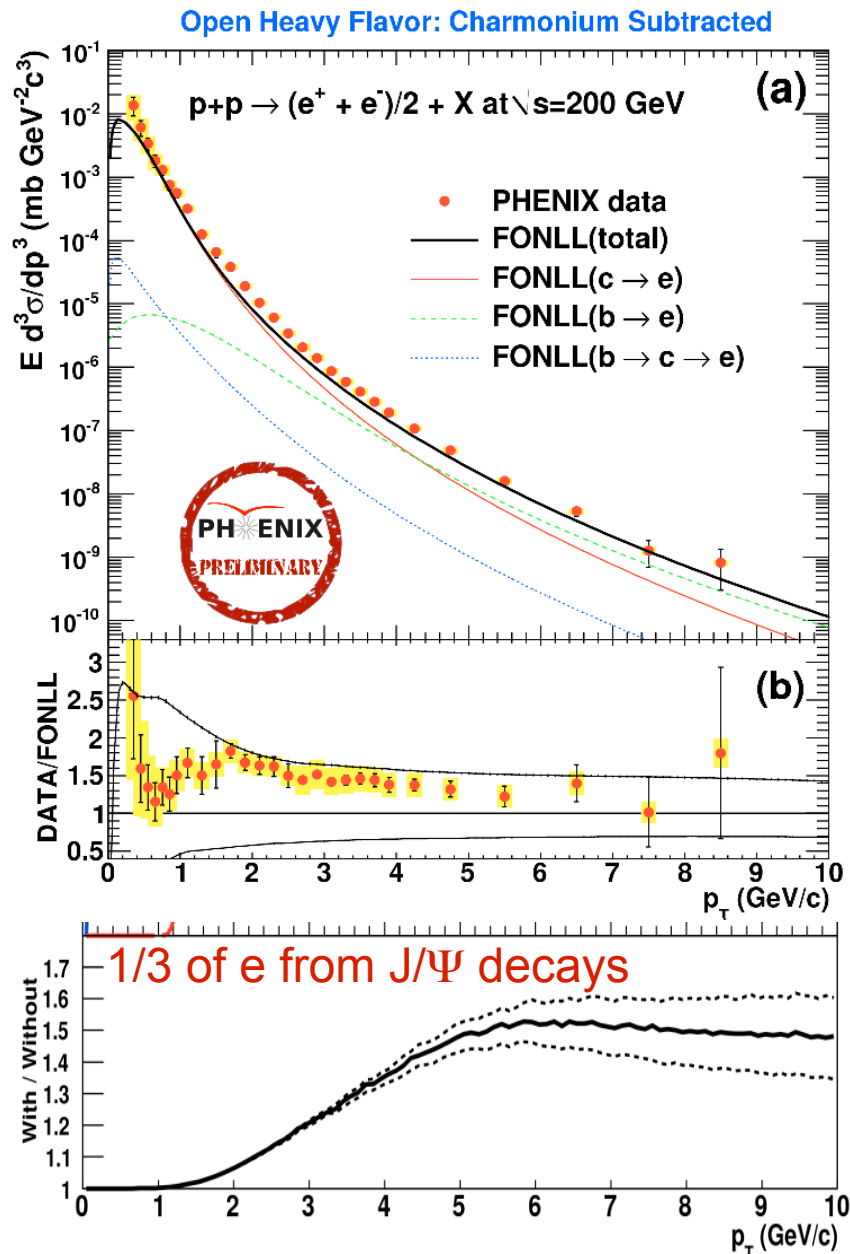 Open Heavy Flavor: Charmonium Subtracted
(a)
p+p → (e⁺ + e⁻)/2 + X at √s=200 GeV
PHENIX data
FONLL(total)
FONLL(c → e)
FONLL(b → e)
FONLL(b → c → e)
E d³σ/dp³ (mb GeV⁻²c³)
10⁻¹
10⁻²
10⁻³
10⁻⁴
10⁻⁵
10⁻⁶
10⁻⁷
10⁻⁸
10⁻⁹
10⁻¹⁰
PHENIX
PRELIMINARY
(b)
DATA/FONLL
3
2.5
2
1.5
1
0.5
0 1 2 3 4 5 6 7 8 9 10
p_T (GeV/c)
1/3 of e from J/Ψ decays
With / Without
1.7
1.6
1.5
1.4
1.3
1.2
1.1
1
0 1 2 3 4 5 6 7 8 9 10
p_T (GeV/c)